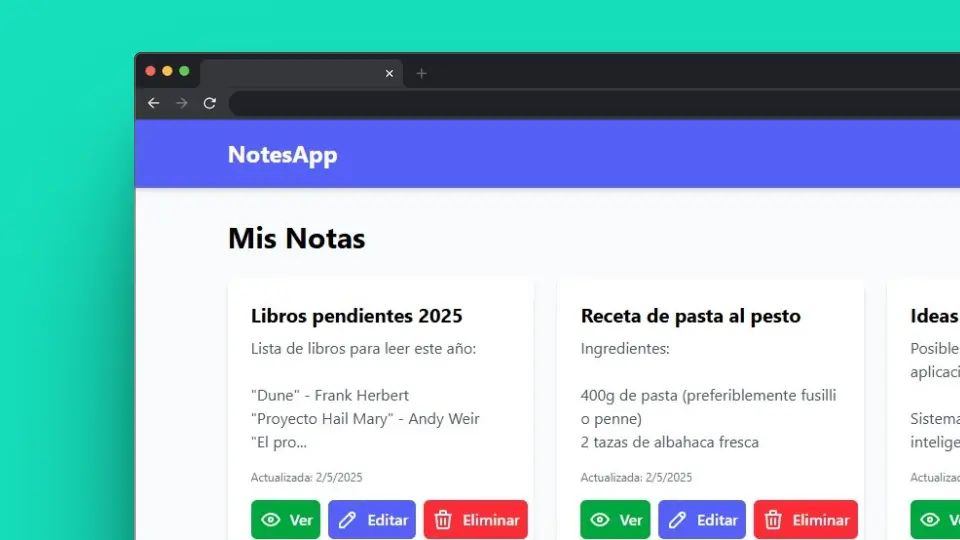 NotesApp
Mis Notas
Libros pendientes 2025
Lista de libros para leer este año:
"Dune" - Frank Herbert
"Proyecto Hail Mary" - Andy Weir
"El pro...
Actualizada: 2/5/2025
Ver Editar Eliminar
Receta de pasta al pesto
Ingredientes:
400g de pasta (preferiblemente fusilli
o penne)
2 tazas de albahaca fresca
Actualizada: 2/5/2025
Ver Editar Eliminar
Ideas
Posible
aplicaci
Sistema
intelige